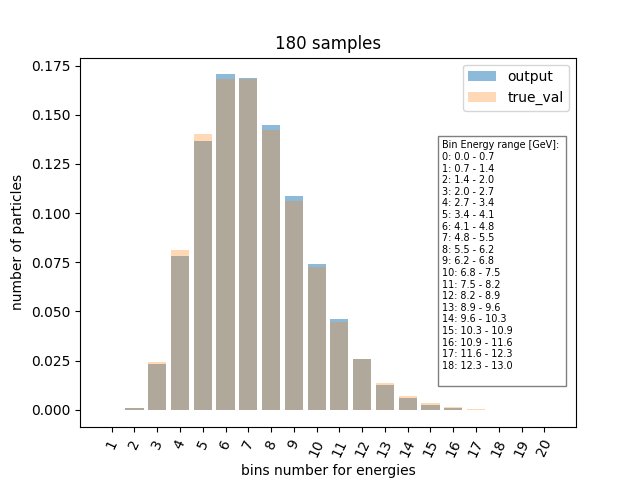 180 samples
0.175
0.150
0.125
0.100
0.075
0.050
0.025
0.000
number of particles
output
true_val
Bin Energy range [GeV]:
0: 0.0 - 0.7
1: 0.7 - 1.4
2: 1.4 - 2.0
3: 2.0 - 2.7
4: 2.7 - 3.4
5: 3.4 - 4.1
6: 4.1 - 4.8
7: 4.8 - 5.5
8: 5.5 - 6.2
9: 6.2 - 6.8
10: 6.8 - 7.5
11: 7.5 - 8.2
12: 8.2 - 8.9
13: 8.9 - 9.6
14: 9.6 - 10.3
15: 10.3 - 10.9
16: 10.9 - 11.6
17: 11.6 - 12.3
18: 12.3 - 13.0
1 2 3 4 5 6 7 8 9 10 11 12 13 14 15 16 17 18 19 20
bins number for energies